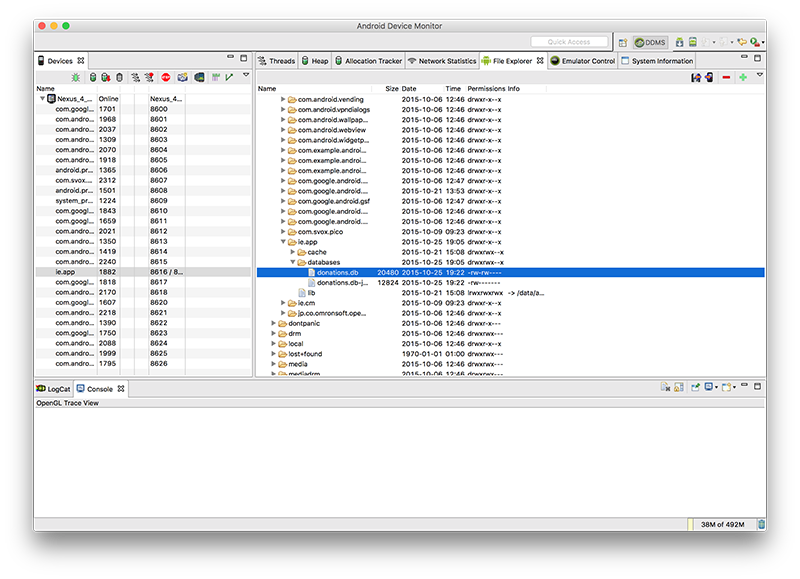 Android Device Monitor
Quick Access
DDMS
Devices
Name
Nexus_4_... Online Nexus_4...
com.googl... 1701 8600
com.andro... 1968 8601
com.andro... 2037 8602
com.andro... 1309 8603
com.andro... 2070 8604
com.andro... 1918 8605
android.pr... 1365 8606
com.svox.... 2312 8607
android.pr... 1501 8608
system_pr... 1224 8609
com.googl... 1843 8610
com.googl... 1659 8611
com.andro... 2021 8612
com.andro... 1350 8613
com.andro... 1419 8614
com.andro... 2240 8615
ie.app 1882 8616 / 8...
com.googl... 1818 8617
com.andro... 2170 8618
com.googl... 1607 8620
com.andro... 2218 8621
com.andro... 1390 8622
com.googl... 1750 8623
com.andro... 2088 8624
com.andro... 1999 8625
com.andro... 1795 8626
Threads Heap Allocation Tracker Network Statistics File Explorer Emulator Control System Information
Name Size Date Time Permissions Info
com.android.vending 2015-10-06 12:46 drwxr-x--x
com.android.vpndialogs 2015-10-06 12:46 drwxr-x--x
com.android.wallpap... 2015-10-06 12:46 drwxr-x--x
com.android.webview 2015-10-06 12:46 drwxr-x--x
com.android.widgetp... 2015-10-06 12:46 drwxr-x--x
com.example.androi... 2015-10-06 12:46 drwxr-x--x
com.example.androi... 2015-10-06 12:46 drwxr-x--x
com.example.androi... 2015-10-06 12:46 drwxr-x--x
com.google.android.... 2015-10-06 12:47 drwxr-x--x
com.google.android.... 2015-10-21 13:53 drwxr-x--x
com.google.android.gsf 2015-10-06 12:47 drwxr-x--x
com.google.android.... 2015-10-06 12:46 drwxr-x--x
com.google.android.... 2015-10-06 12:46 drwxr-x--x
com.svox.pico 2015-10-09 09:23 drwxr-x--x
ie.app 2015-10-25 19:05 drwxr-x--x
cache 2015-10-21 15:08 drwxrwx--x
databases 2015-10-25 19:05 drwxrwx--x
donations.db 20480 2015-10-25 19:22 -rw-rw----
donations.db-j... 12824 2015-10-25 19:22 -rw-------
lib 2015-10-21 15:08 lrwxrwxrwx -> /data/a...
ie.cm 2015-10-09 09:23 drwxr-x--x
jp.co.omronsoft.ope... 2015-10-06 12:46 drwxr-x--x
dontpanic 2015-10-06 12:46 drwxr-x---
drm 2015-10-06 12:46 drwxrwx---
local 2015-10-06 12:46 drwxr-x--x
lost+found 1970-01-01 01:00 drwxrwx---
media 2015-10-06 12:46 drwxrwx---
mediadrm 2015-10-06 12:46 drwxrwx---
LogCat Console
OpenGL Trace View
38M of 492M